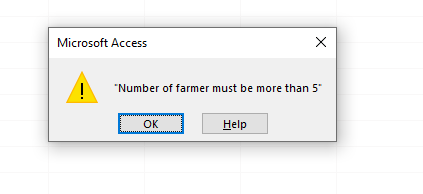 Microsoft Access
"Number of farmer must be more than 5"
OK
Help